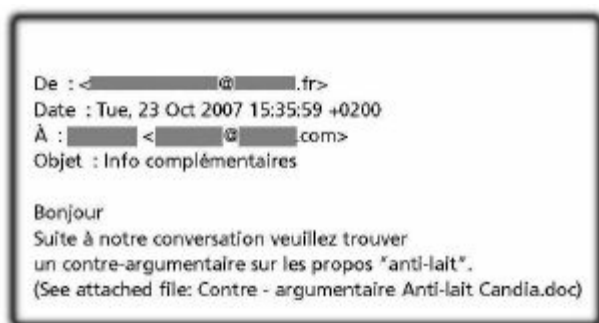 De : < @ .fr>
Date : Tue, 23 Oct 2007 15:35:59 +0200
À : < @ .com>
Objet : Info complémentaires
Bonjour
Suite à notre conversation veuillez trouver
un contre-argumentaire sur les propos "anti-lait".
(See attached file: Contre - argumentaire Anti-lait Candia.doc)